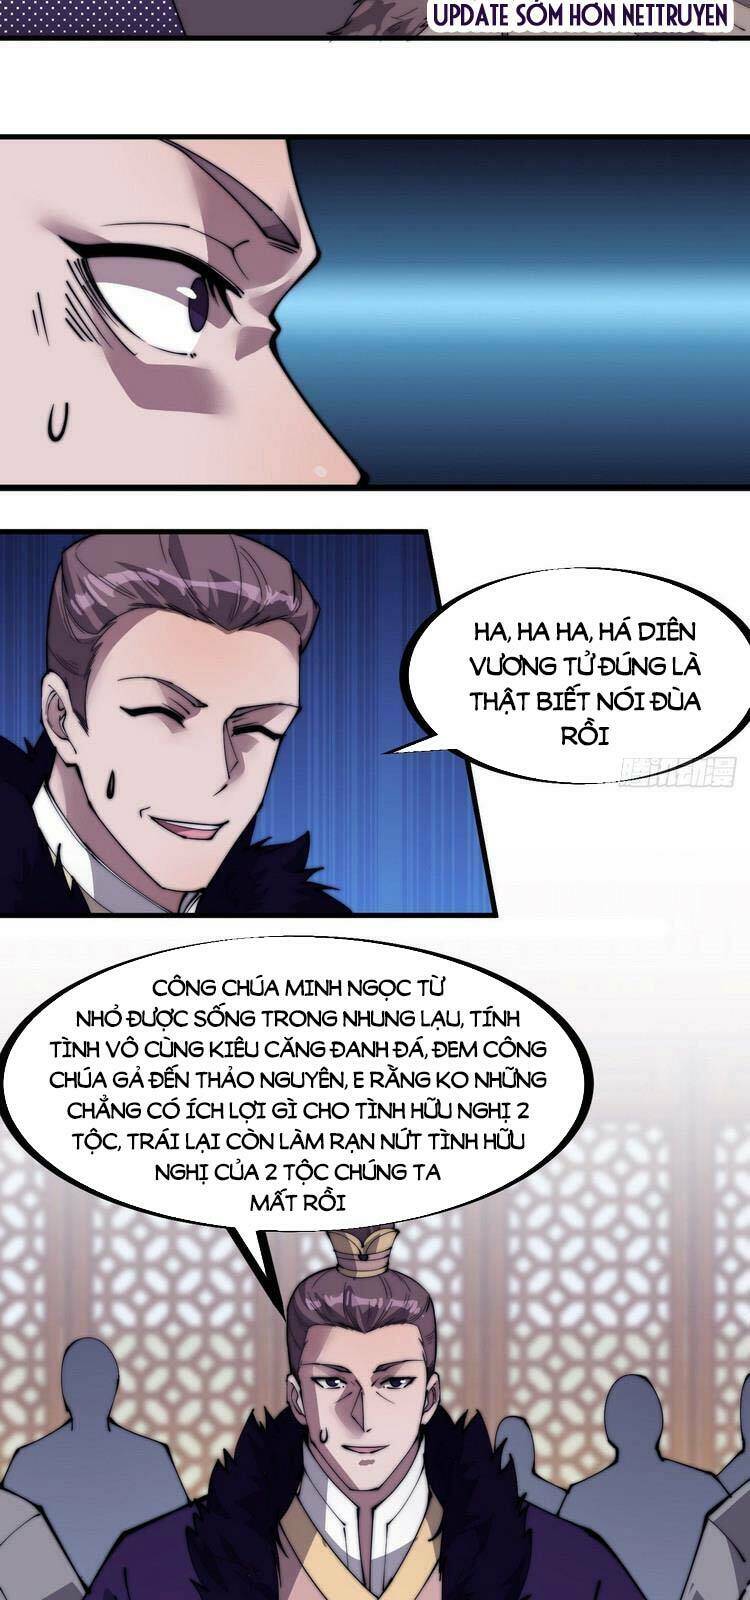 UPDATE SỚM HƠN NETTRUYEN
HA, HA HA, HÁ DIÊN
VƯƠNG TỬ ĐÚNG LÀ
THẬT BIẾT NÓI ĐÙA
RỒI
CÔNG CHÚA MINH NGỌC TỪ
NHỎ ĐƯỢC SỐNG TRONG NHUNG LẠU, TÍNH
TÌNH VÔ CÙNG KIÊU CĂNG ĐANH ĐÁ, ĐEM CÔNG
CHÚA GẢ ĐẾN THẢO NGUYÊN, E RẰNG KO NHỮNG
CHẲNG CÓ ÍCH LỢI GÌ CHO TÌNH HỮU NGHỊ 2
TỘC, TRÁI LẠI CÒN LÀM RẠN NỨT TÌNH HỮU
NGHỊ CỦA 2 TỘC CHÚNG TA
MẤT RỒI